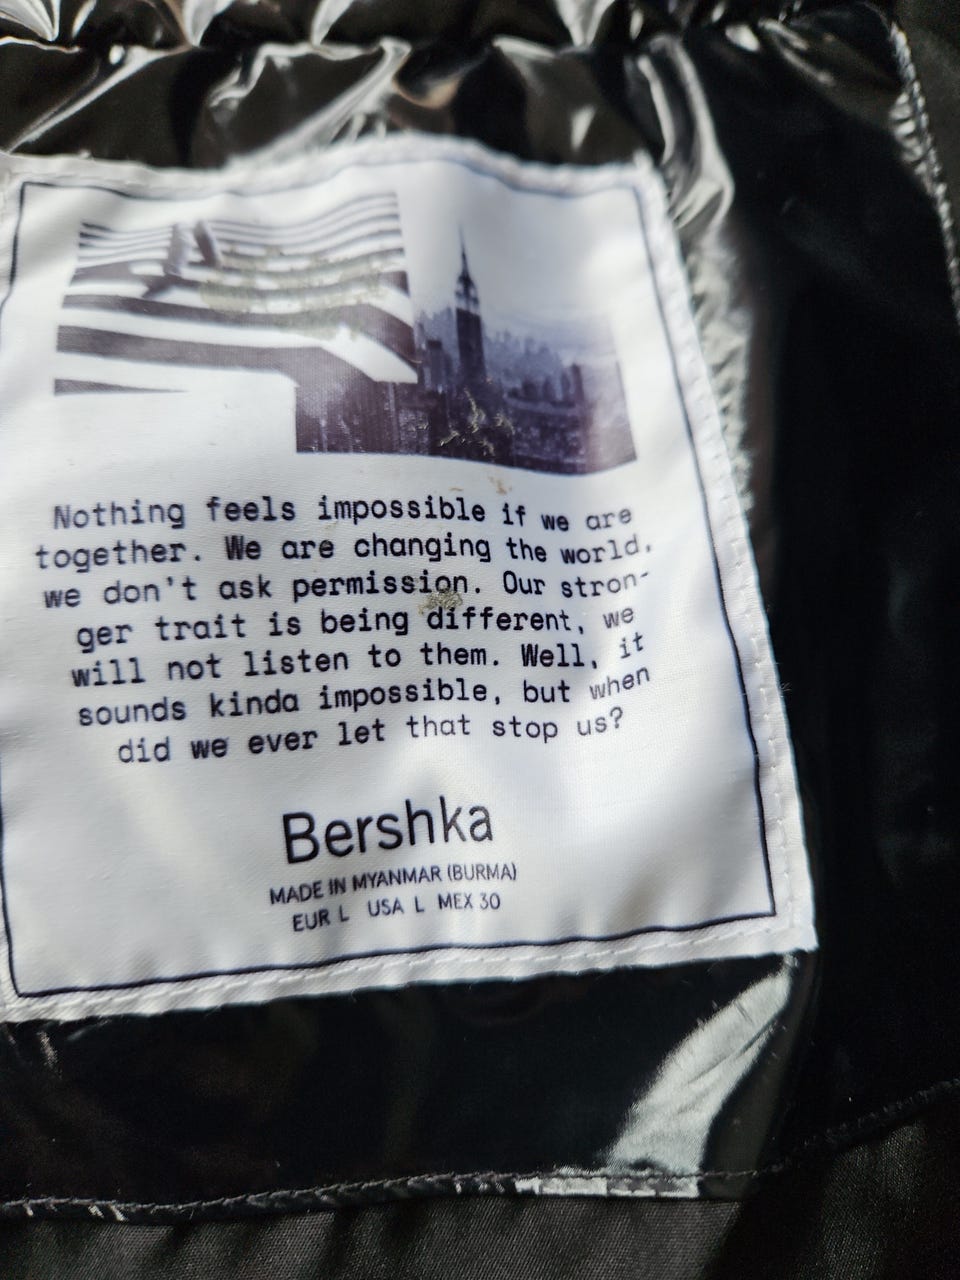 Nothing feels impossible if we are
together. We are changing the world,
we don't ask permission. Our stron-
ger trait is being different, we
will not listen to them. Well, it
sounds kinda impossible, but when
did we ever let that stop us?
Bershka
MADE IN MYANMAR (BURMA)
EUR L USA L MEX 30